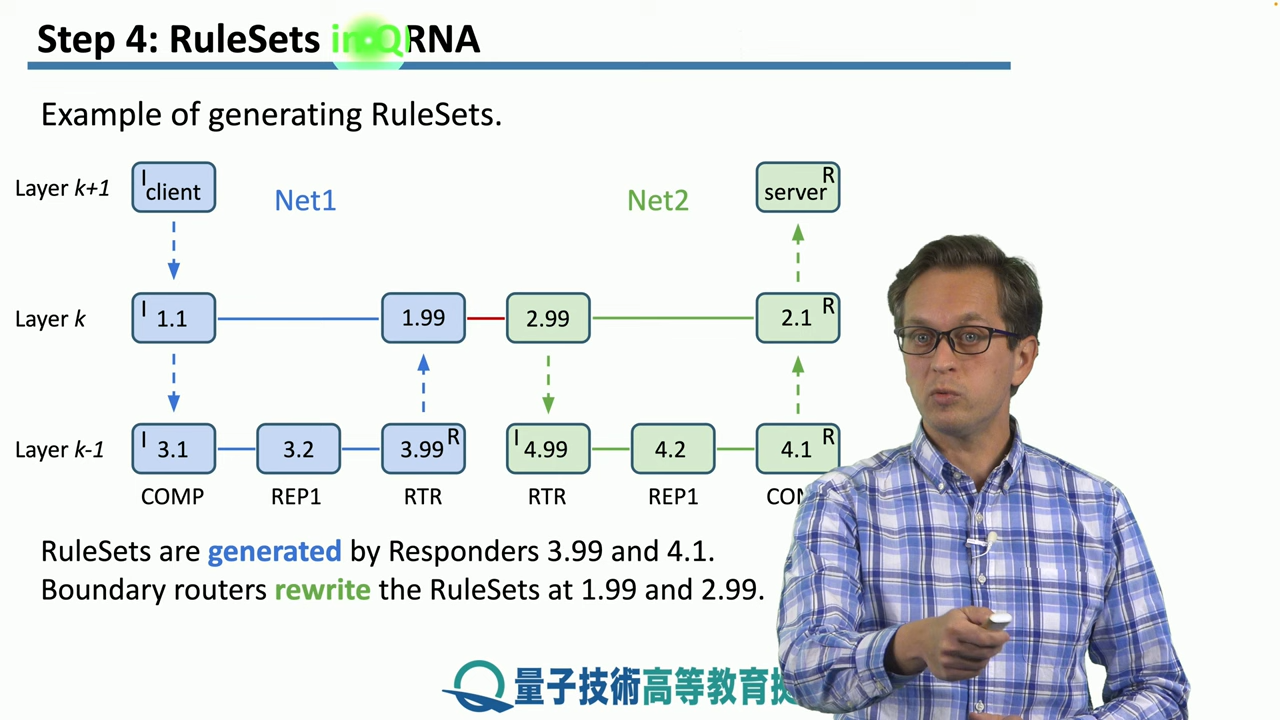 Step 4: RuleSets in QRNA
Example of generating RuleSets.
Layer k+1
I client
Net1
Net2
server R
Layer k
I 1.1
1.99
2.99
2.1 R
Layer k-1
I 3.1
3.2
3.99 R
I 4.99
4.2
4.1 R
COMP
REP1
RTR
RTR
REP1
RuleSets are generated by Responders 3.99 and 4.1.
Boundary routers rewrite the RuleSets at 1.99 and 2.99.
量子技術高等教育